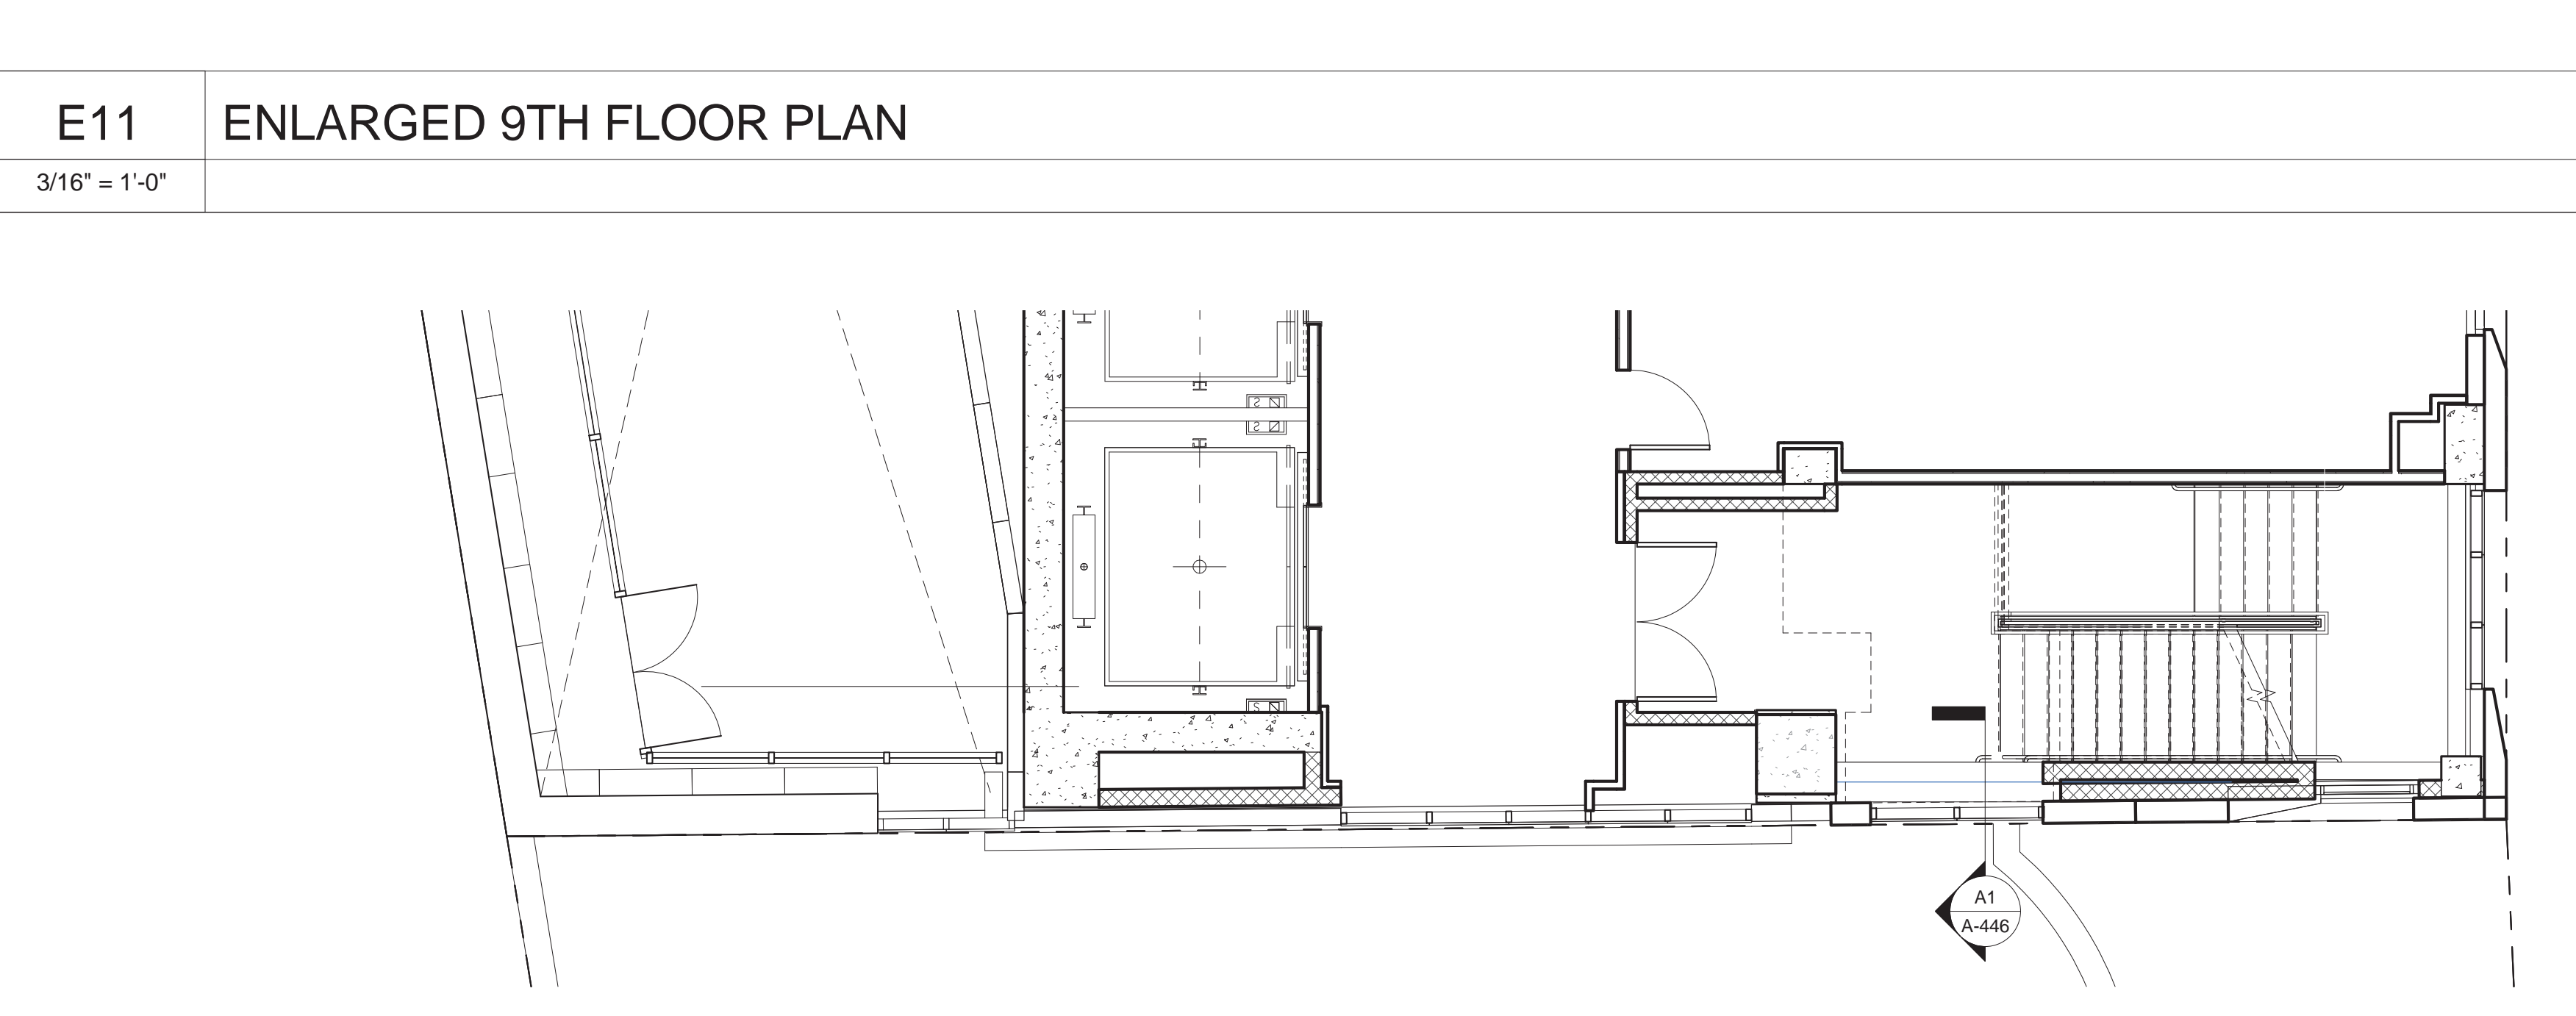 E11
ENLARGED 9TH FLOOR PLAN
3/16" = 1'-0"
S
S
S
A1
A-446